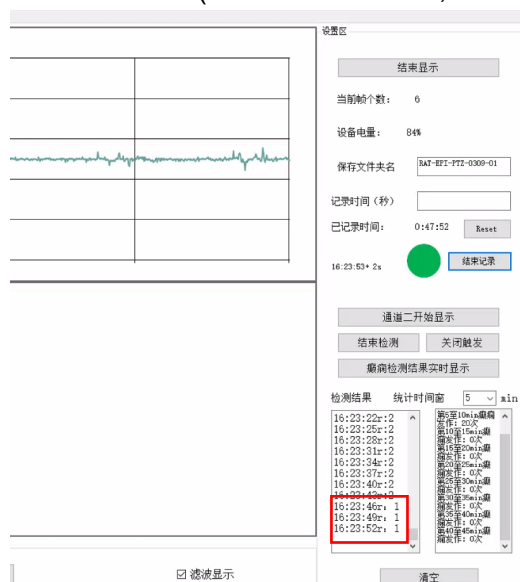 设置区
结束显示
当前帧个数： 6
设备电量： 84%
保存文件夹名 RAT-EPI-PTZ-0309-01
记录时间（秒）
已记录时间： 0:47:52 Reset
16:23:53+ 2s 结束记录
通道二开始显示
结束检测 关闭触发
癫痫检测结果实时显示
检测结果 统计时间窗 5 min
16:23:22r:2
16:23:25r:2
16:23:28r:2
16:23:31r:2
16:23:34r:2
16:23:37r:2
16:23:40r:2
16:23:43r:2
16:23:46r: 1
16:23:49r: 1
16:23:52r: 1
第5至10min癫痫
发作: 20次
第10至15min癫
痫发作: 0次
第15至20min癫
痫发作: 0次
第20至25min癫
痫发作: 0次
第25至30min癫
痫发作: 0次
第30至35min癫
痫发作: 0次
第35至40min癫
痫发作: 0次
第40至45min癫
痫发作: 0次
滤波显示
清空